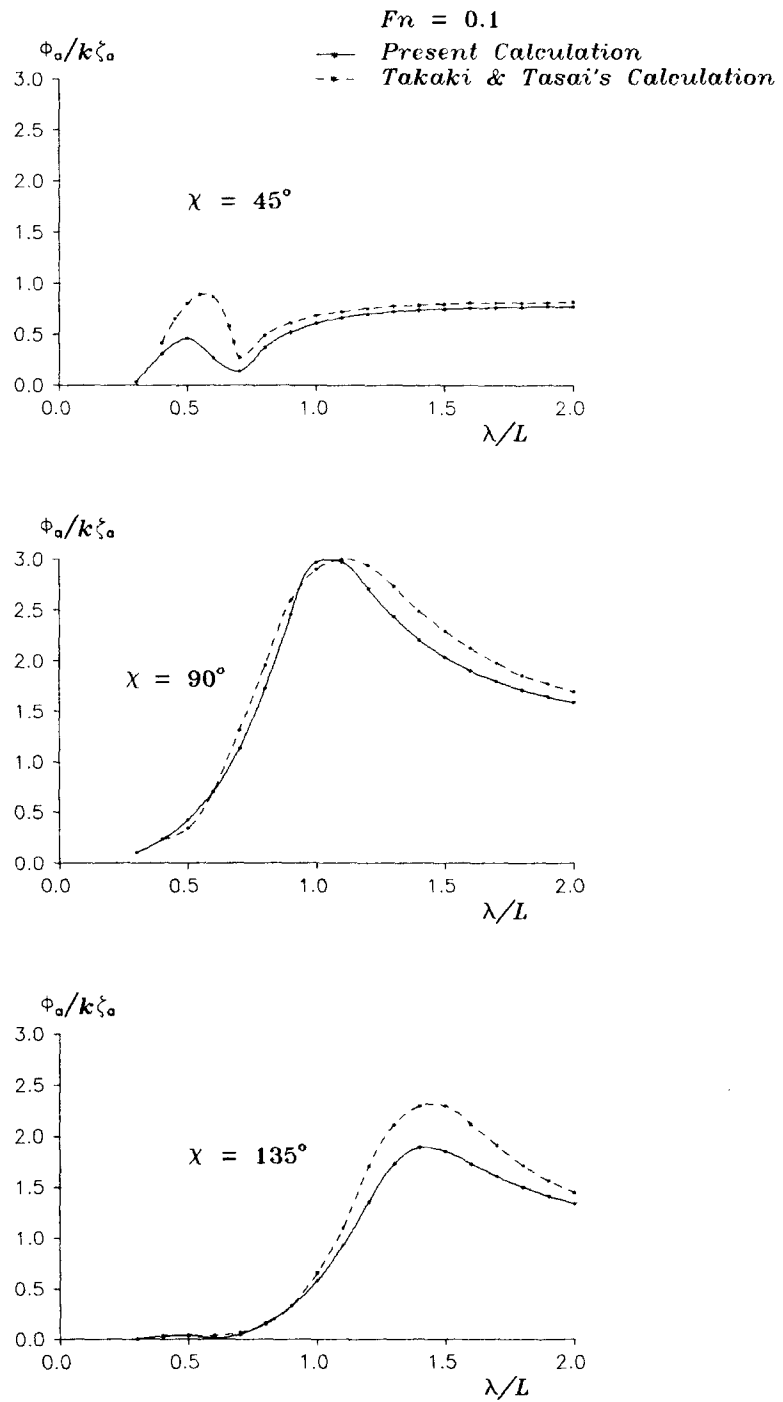 Fn = 0.1
Present Calculation
Takaki & Tasai's Calculation
Φₐ/kζₐ
3.0
2.5
2.0
1.5
1.0
0.5
0.0
χ = 45°
0.0 0.5 1.0 1.5 2.0
λ/L
Φₐ/kζₐ
3.0
2.5
2.0
1.5
1.0
0.5
0.0
χ = 90°
0.0 0.5 1.0 1.5 2.0
λ/L
Φₐ/kζₐ
3.0
2.5
2.0
1.5
1.0
0.5
0.0
χ = 135°
0.0 0.5 1.0 1.5 2.0
λ/L